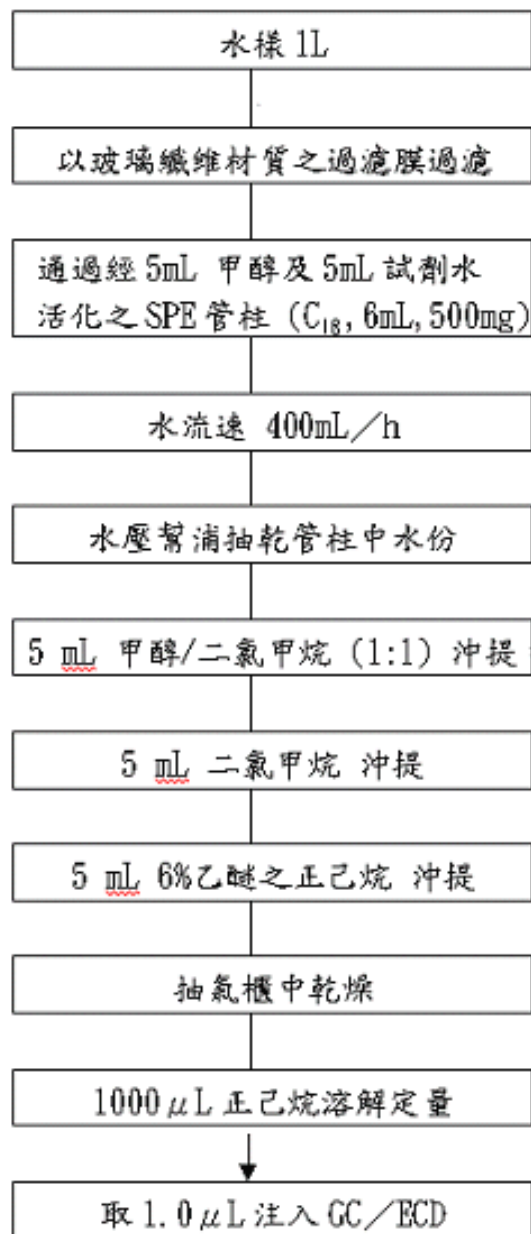 水樣 1L
以玻璃纖維材質之過濾膜過濾
通過經 5mL 甲醇及 5mL 試劑水
活化之 SPE 管柱 (C₁₈, 6mL, 500mg)
水流速 400mL／h
水壓幫浦抽乾管柱中水份
5 mL 甲醇/二氯甲烷 (1:1) 沖提
5 mL 二氯甲烷 沖提
5 mL 6%乙醚之正己烷 沖提
抽氣櫃中乾燥
1000μL 正己烷溶解定量
取 1.0μL 注入 GC／ECD